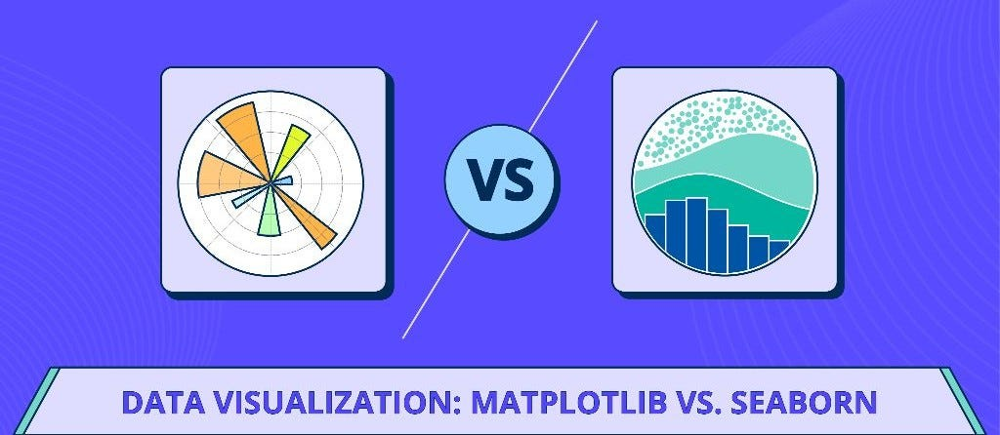 VS
DATA VISUALIZATION: MATPLOTLIB VS. SEABORN